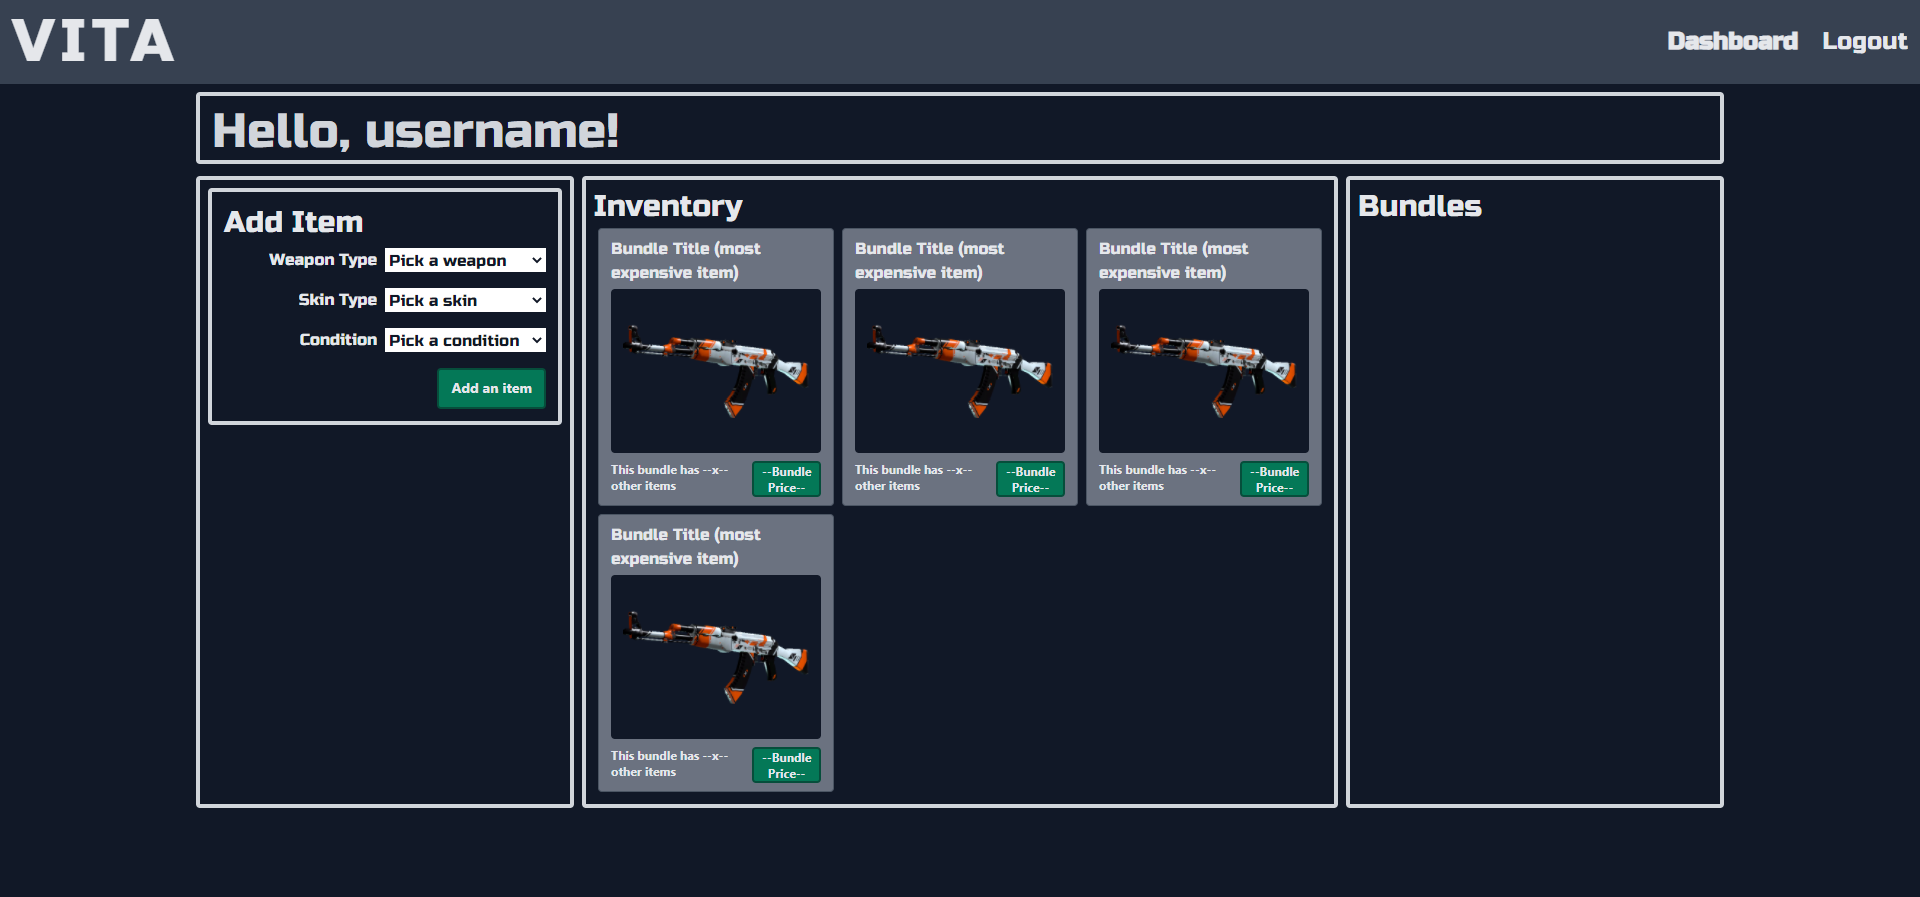 VITA
Dashboard Logout
Hello, username!
Add Item
Weapon Type Pick a weapon
Skin Type Pick a skin
Condition Pick a condition
Add an item
Inventory
Bundle Title (most
expensive item)
This bundle has --x--
other items
--Bundle
Price--
Bundle Title (most
expensive item)
This bundle has --x--
other items
--Bundle
Price--
Bundle Title (most
expensive item)
This bundle has --x--
other items
--Bundle
Price--
Bundle Title (most
expensive item)
This bundle has --x--
other items
--Bundle
Price--
Bundles